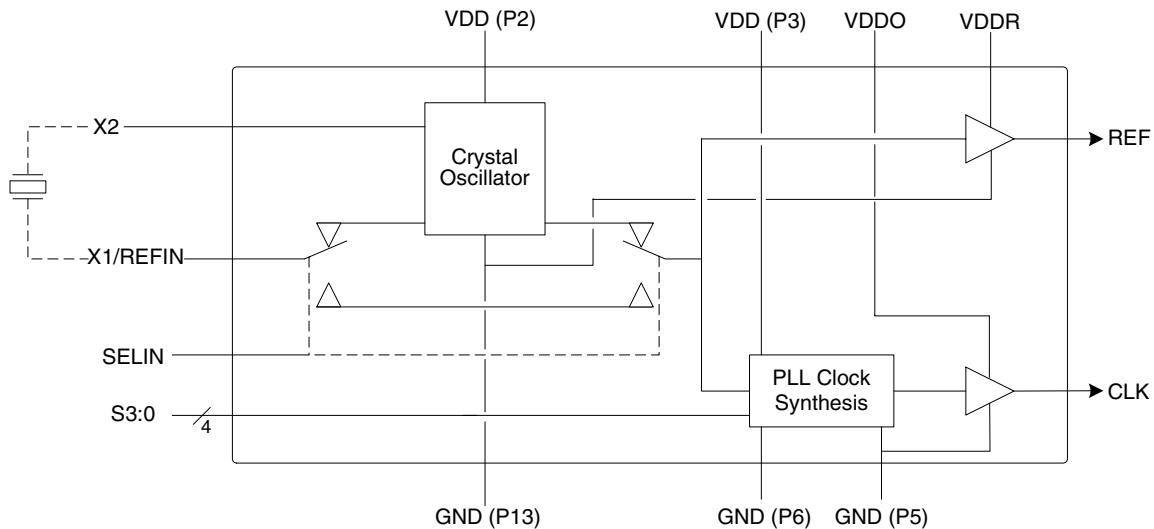 VDD (P2)
VDD (P3)
VDDO
VDDR
X2
Crystal
Oscillator
REF
X1/REFIN
SELIN
PLL Clock
Synthesis
CLK
S3:0
4
GND (P13)
GND (P6)
GND (P5)